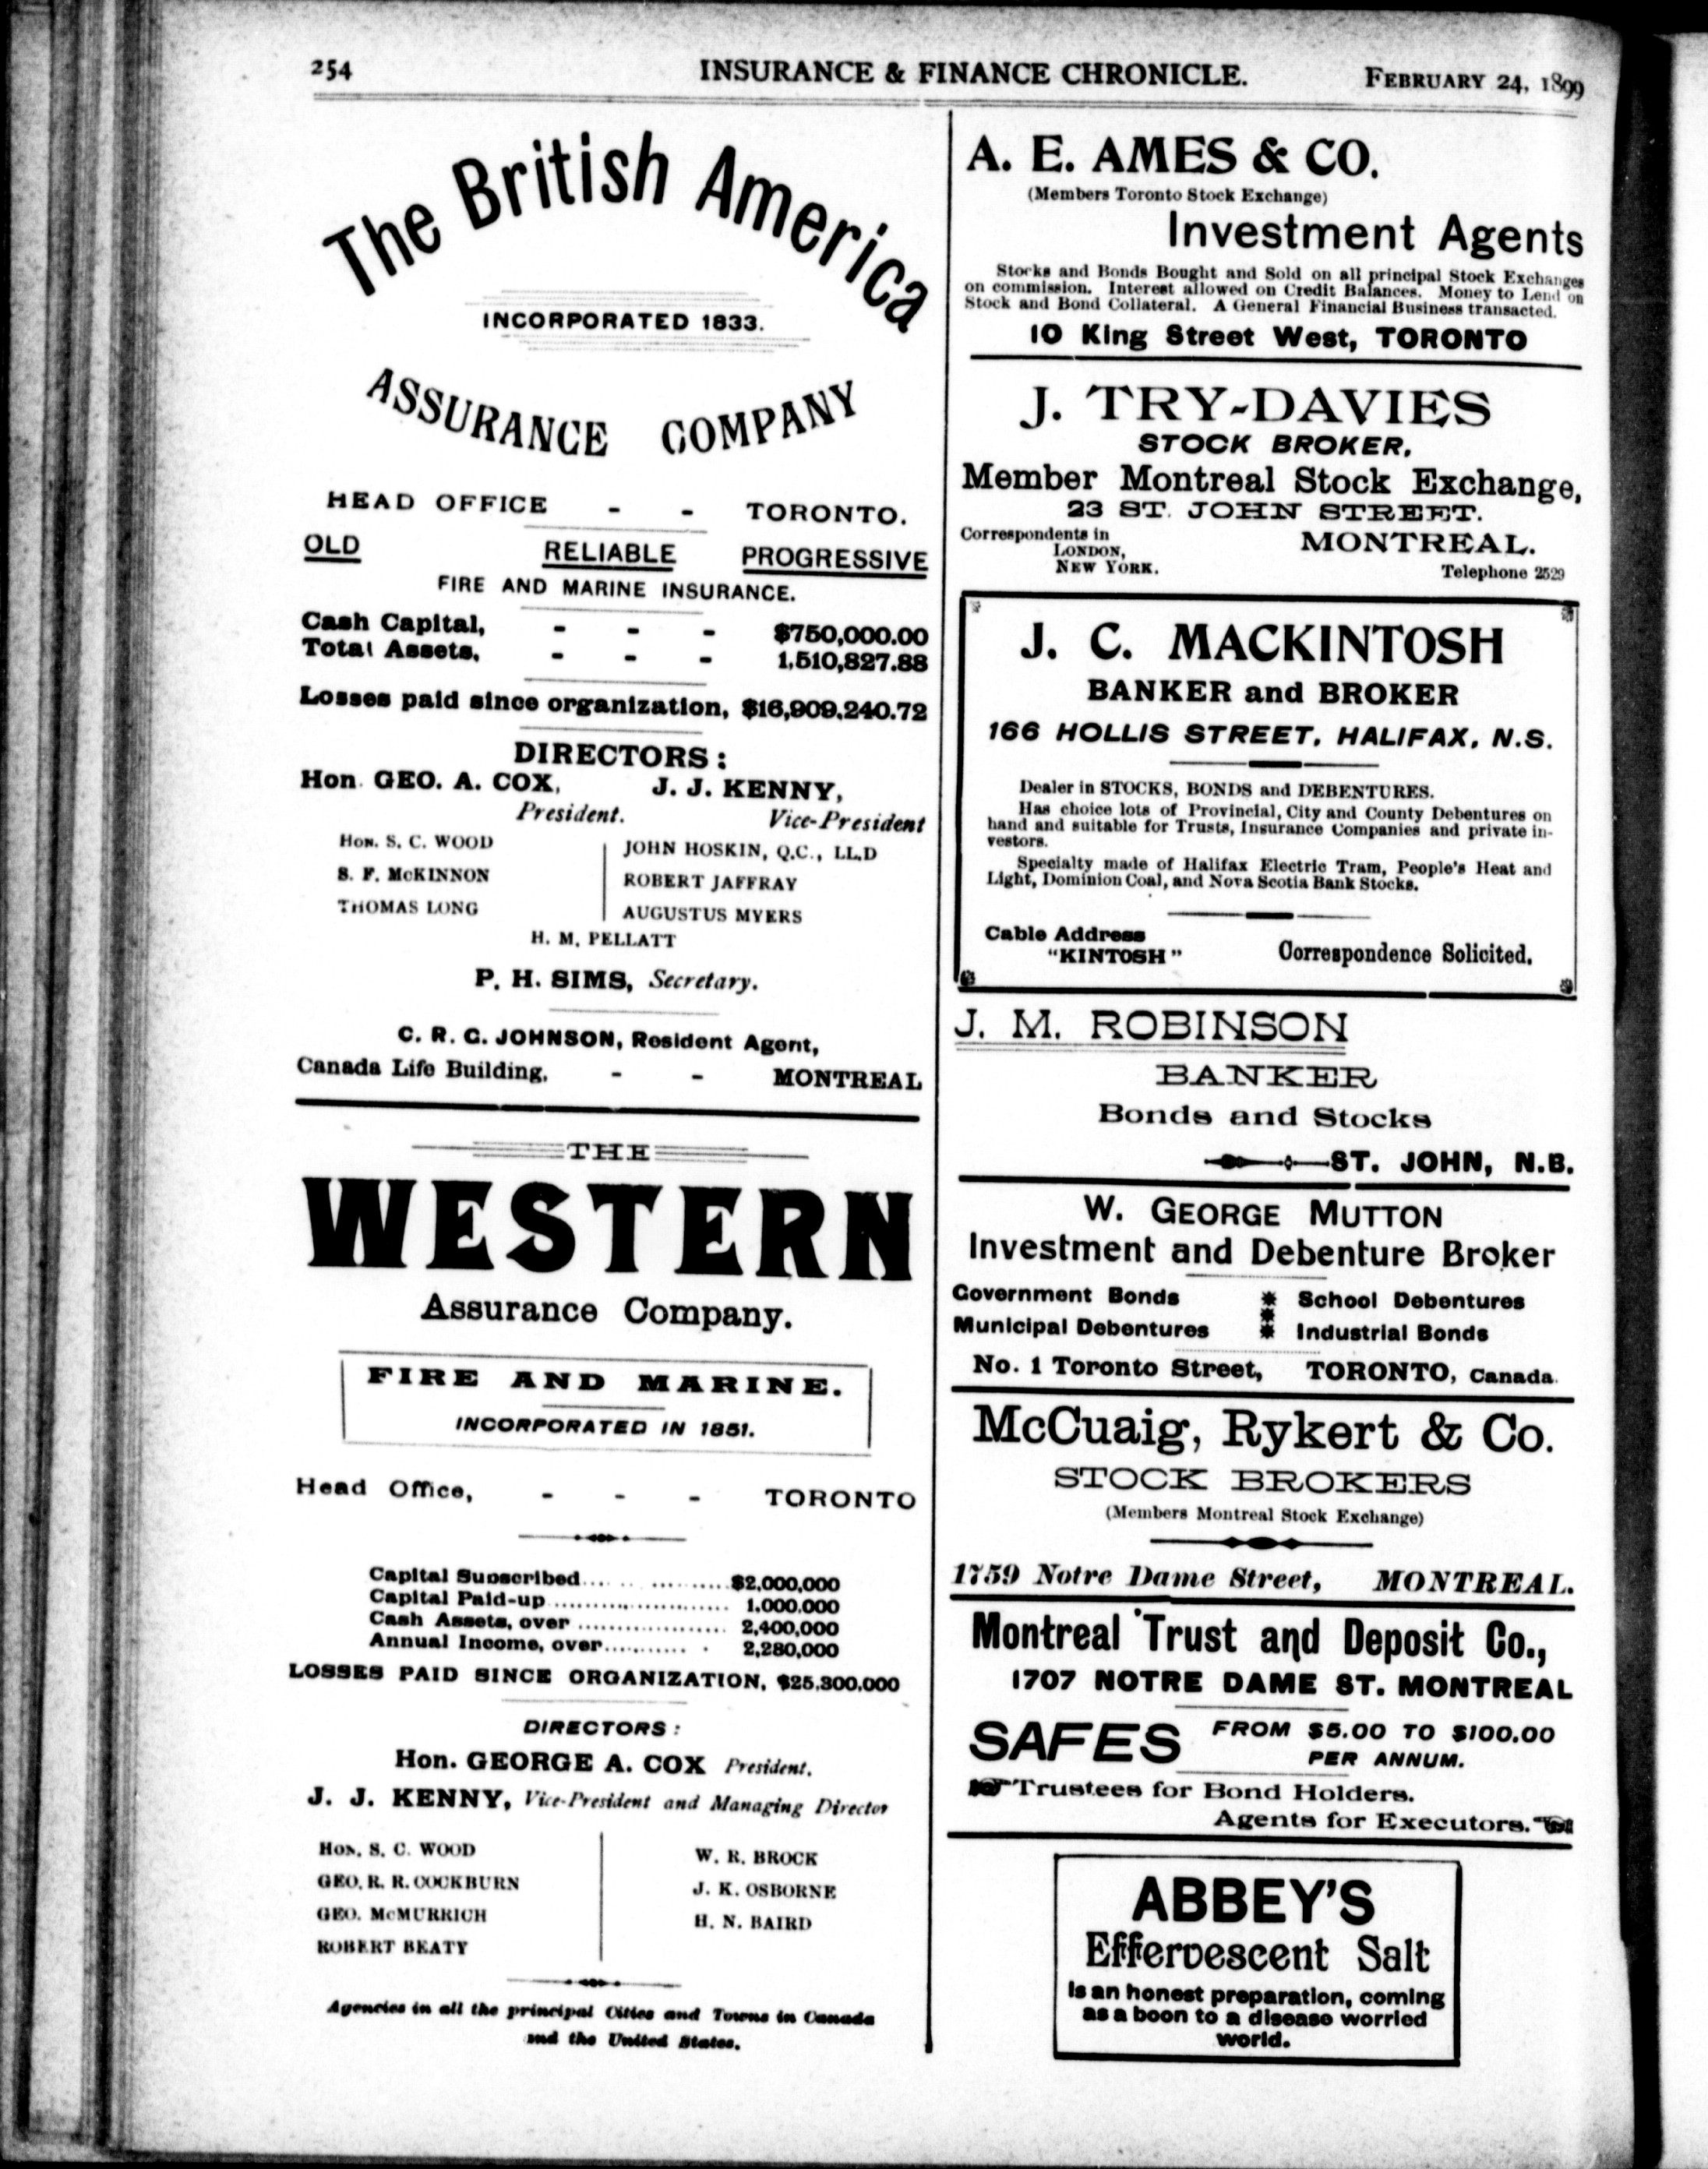 254
INSURANCE & FINANCE CHRONICLE.
FEBRUARY 24, 1899
The British America
INCORPORATED 1833.
ASSURANCE COMPANY
HEAD OFFICE - - TORONTO.
OLD RELIABLE PROGRESSIVE
FIRE AND MARINE INSURANCE.
Cash Capital, - - - $750,000.00
Total Assets, - - - 1,510,827.88
Losses paid since organization, $16,909,240.72
DIRECTORS :
Hon. GEO. A. COX, J. J. KENNY,
President. Vice-President
HON. S. C. WOOD
JOHN HOSKIN, Q.C., LL.D
S. F. McKINNON
ROBERT JAFFRAY
THOMAS LONG
AUGUSTUS MYERS
H. M. PELLATT
P. H. SIMS, Secretary.
C. R. G. JOHNSON, Resident Agent,
Canada Life Building, - - MONTREAL
THE
WESTERN
Assurance Company.
FIRE AND MARINE.
INCORPORATED IN 1851.
Head Office, - - - TORONTO
Capital Subscribed.................$2,000,000
Capital Paid-up ........................ 1,000,000
Cash Assets, over ................... 2,400,000
Annual Income, over........... . 2,280,000
LOSSES PAID SINCE ORGANIZATION, $25,300,000
DIRECTORS :
Hon. GEORGE A. COX President.
J. J. KENNY, Vice-President and Managing Director
HON. S. C. WOOD
W. R. BROCK
GEO. R. R. COCKBURN
J. K. OSBORNE
GEO. McMURRICH
H. N. BAIRD
ROBERT BEATY
Agencies in all the principal Cities and Towns in Canada
and the United States.
A. E. AMES & CO.
(Members Toronto Stock Exchange)
Investment Agents
Stocks and Bonds Bought and Sold on all principal Stock Exchanges
on commission. Interest allowed on Credit Balances. Money to Lend on
Stock and Bond Collateral. A General Financial Business transacted.
10 King Street West, TORONTO
J. TRY-DAVIES
STOCK BROKER,
Member Montreal Stock Exchange,
23 ST. JOHN STREET.
Correspondents in
LONDON,
NEW YORK.
MONTREAL.
Telephone 2529
J. C. MACKINTOSH
BANKER and BROKER
166 HOLLIS STREET, HALIFAX, N.S.
Dealer in STOCKS, BONDS and DEBENTURES.
Has choice lots of Provincial, City and County Debentures on
hand and suitable for Trusts, Insurance Companies and private in-
vestors.
Specialty made of Halifax Electric Tram, People's Heat and
Light, Dominion Coal, and Nova Scotia Bank Stocks.
Cable Address
"KINTOSH"
Correspondence Solicited.
J. M. ROBINSON
BANKER
Bonds and Stocks
ST. JOHN, N.B.
W. GEORGE MUTTON
Investment and Debenture Broker
Government Bonds * School Debentures
*
Municipal Debentures * Industrial Bonds
No. 1 Toronto Street, TORONTO, Canada.
McCuaig, Rykert & Co.
STOCK BROKERS
(Members Montreal Stock Exchange)
1759 Notre Dame Street, MONTREAL.
Montreal Trust and Deposit Co.,
1707 NOTRE DAME ST. MONTREAL
SAFES FROM $5.00 TO $100.00
PER ANNUM.
Trustees for Bond Holders.
Agents for Executors.
ABBEY'S
Effervescent Salt
Is an honest preparation, coming
as a boon to a disease worried
world.